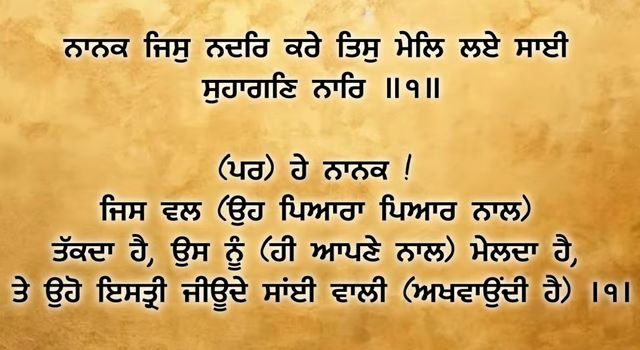 ਨਾਨਕ ਜਿਸੁ ਨਦਰਿ ਕਰੇ ਤਿਸੁ ਮੇਲਿ ਲਏ ਸਾਈ
ਸੁਹਾਗਣਿ ਨਾਰਿ ॥੧॥
(ਪਰ) ਹੇ ਨਾਨਕ !
ਜਿਸ ਵਲ (ਉਹ ਪਿਆਰਾ ਪਿਆਰ ਨਾਲ)
ਤੱਕਦਾ ਹੈ, ਉਸ ਨੂੰ (ਹੀ ਆਪਣੇ ਨਾਲ) ਮੇਲਦਾ ਹੈ,
ਤੇ ਉਹੋ ਇਸਤ੍ਰੀ ਜੀਊਦੇ ਸਾਂਈ ਵਾਲੀ (ਅਖਵਾਉਂਦੀ ਹੈ) ।੧।